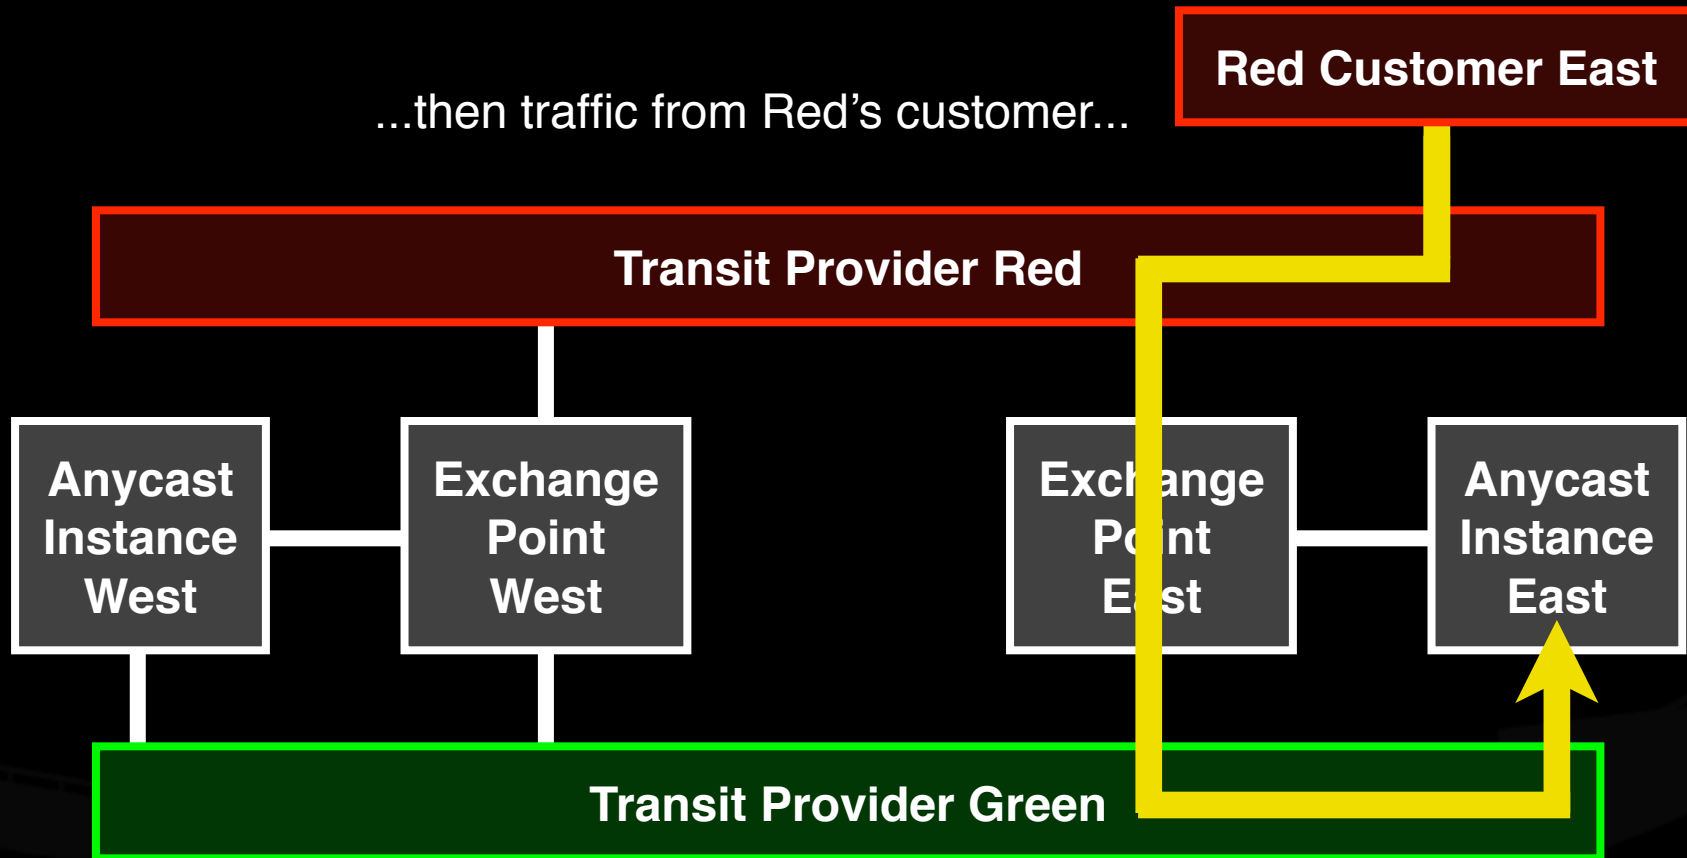 Red Customer East
...then traffic from Red’s customer...
Transit Provider Red
Anycast
Instance
West
Exchange
Point
West
Exchange
Point
East
Anycast
Instance
East
Transit Provider Green